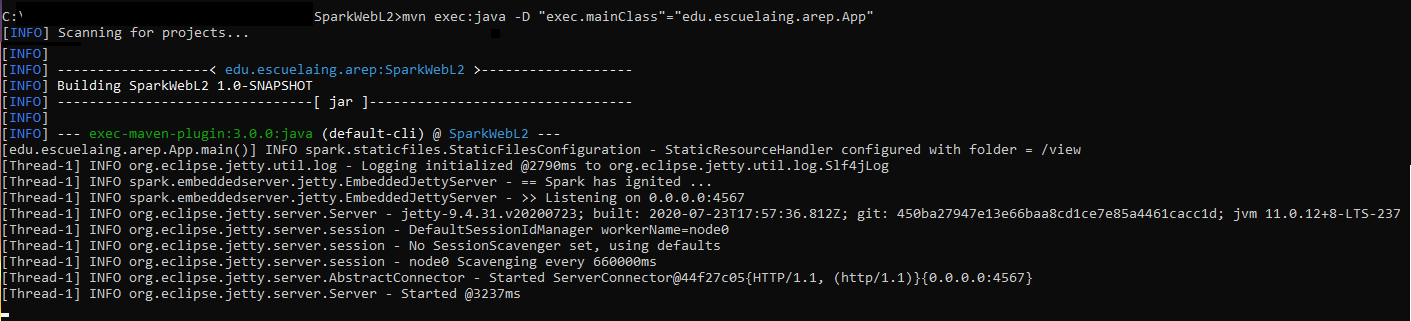 C:\ SparkWebL2>mvn exec:java -D "exec.mainClass"="edu.escuelaing.arep.App"
[INFO] Scanning for projects...
[INFO]
[INFO] -------------------< edu.escuelaing.arep:SparkWebL2 >-------------------
[INFO] Building SparkWebL2 1.0-SNAPSHOT
[INFO] --------------------------------[ jar ]---------------------------------
[INFO]
[INFO] --- exec-maven-plugin:3.0.0:java (default-cli) @ SparkWebL2 ---
[edu.escuelaing.arep.App.main()] INFO spark.staticfiles.StaticFilesConfiguration - StaticResourceHandler configured with folder = /view
[Thread-1] INFO org.eclipse.jetty.util.log - Logging initialized @2790ms to org.eclipse.jetty.util.log.Slf4jLog
[Thread-1] INFO spark.embeddedserver.jetty.EmbeddedJettyServer - == Spark has ignited ...
[Thread-1] INFO spark.embeddedserver.jetty.EmbeddedJettyServer - >> Listening on 0.0.0.0:4567
[Thread-1] INFO org.eclipse.jetty.server.Server - jetty-9.4.31.v20200723; built: 2020-07-23T17:57:36.812Z; git: 450ba27947e13e66baa8cd1ce7e85a4461cacc1d; jvm 11.0.12+8-LTS-237
[Thread-1] INFO org.eclipse.jetty.server.session - DefaultSessionIdManager workerName=node0
[Thread-1] INFO org.eclipse.jetty.server.session - No SessionScavenger set, using defaults
[Thread-1] INFO org.eclipse.jetty.server.session - node0 Scavenging every 660000ms
[Thread-1] INFO org.eclipse.jetty.server.AbstractConnector - Started ServerConnector@44f27c05{HTTP/1.1, (http/1.1)}{0.0.0.0:4567}
[Thread-1] INFO org.eclipse.jetty.server.Server - Started @3237ms